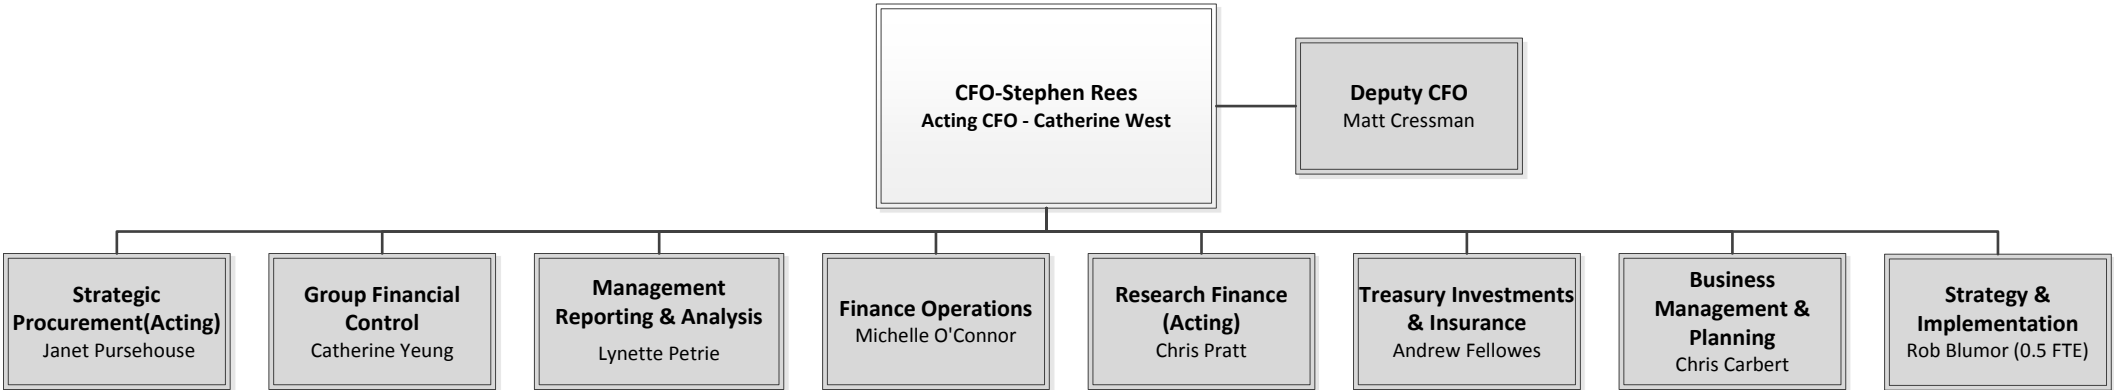 CFO-Stephen Rees
Acting CFO - Catherine West
Deputy CFO
Matt Cressman
Strategic
Procurement(Acting)
Janet Pursehouse
Group Financial
Control
Catherine Yeung
Management
Reporting & Analysis
Lynette Petrie
Finance Operations
Michelle O'Connor
Research Finance
(Acting)
Chris Pratt
Treasury Investments
& Insurance
Andrew Fellowes
Business
Management &
Planning
Chris Carbert
Strategy &
Implementation
Rob Blumor (0.5 FTE)